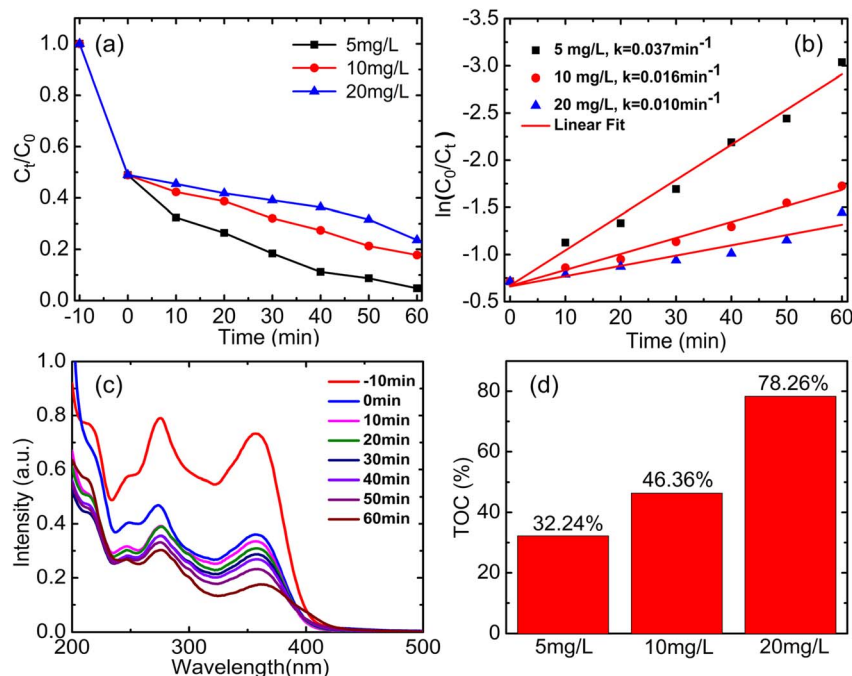 (a)
5mg/L
10mg/L
20mg/L
Ct/C0
1.0
0.8
0.6
0.4
0.2
0.0
-10 0 10 20 30 40 50 60
Time (min)
(b)
5 mg/L, k=0.037min-1
10 mg/L, k=0.016min-1
20 mg/L, k=0.010min-1
Linear Fit
ln(C0/Ct)
-3.5
-3.0
-2.5
-2.0
-1.5
-1.0
-0.5
0 10 20 30 40 50 60
Time (min)
(c)
-10min
0min
10min
20min
30min
40min
50min
60min
Intensity (a.u.)
1.0
0.8
0.6
0.4
0.2
0.0
200 300 400 500
Wavelength(nm)
(d)
78.26%
46.36%
32.24%
TOC (%)
80
60
40
20
0
5mg/L 10mg/L 20mg/L